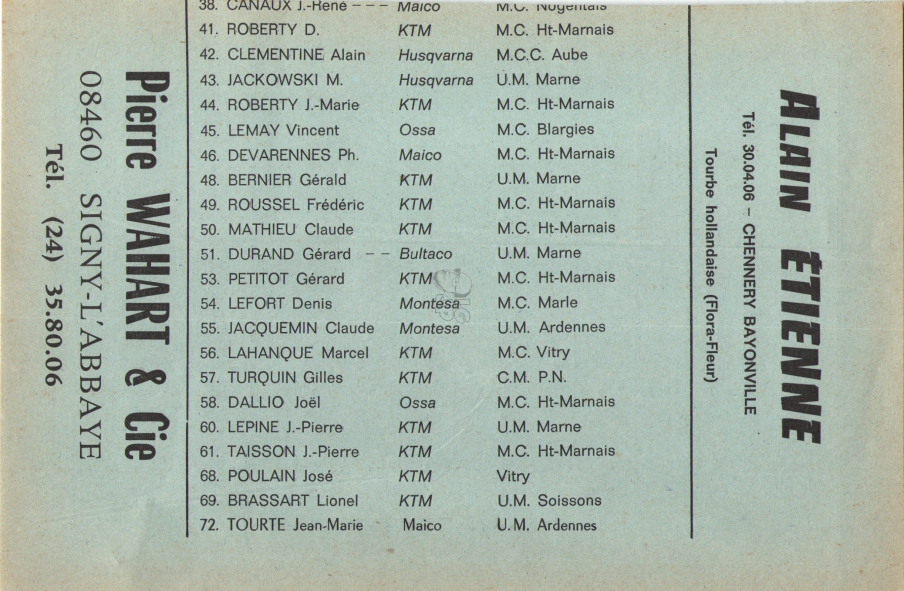 Pierre WAHART & Cie
08460 SIGNY-L'ABBAYE
Tél. (24) 35.80.06
38. CANAUX J.-René --- Maico M.C. Nogentais
41. ROBERTY D. KTM M.C. Ht-Marnais
42. CLEMENTINE Alain Husqvarna M.C.C. Aube
43. JACKOWSKI M. Husqvarna U.M. Marne
44. ROBERTY J.-Marie KTM M.C. Ht-Marnais
45. LEMAY Vincent Ossa M.C. Blargies
46. DEVARENNES Ph. Maico M.C. Ht-Marnais
48. BERNIER Gérald KTM U.M. Marne
49. ROUSSEL Frédéric KTM M.C. Ht-Marnais
50. MATHIEU Claude KTM M.C. Ht-Marnais
51. DURAND Gérard -- Bultaco U.M. Marne
53. PETITOT Gérard KTM M.C. Ht-Marnais
54. LEFORT Denis Montesa M.C. Marle
55. JACQUEMIN Claude Montesa U.M. Ardennes
56. LAHANQUE Marcel KTM M.C. Vitry
57. TURQUIN Gilles KTM C.M. P.N.
58. DALLIO Joël Ossa M.C. Ht-Marnais
60. LEPINE J.-Pierre KTM U.M. Marne
61. TAISSON J.-Pierre KTM M.C. Ht-Marnais
68. POULAIN José KTM Vitry
69. BRASSART Lionel KTM U.M. Soissons
72. TOURTE Jean-Marie Maico U.M. Ardennes
ALAIN ÉTIENNE
Tél. 30.04.06 – CHENNERY BAYONVILLE
Tourbe hollandaise (Flora-Fleur)